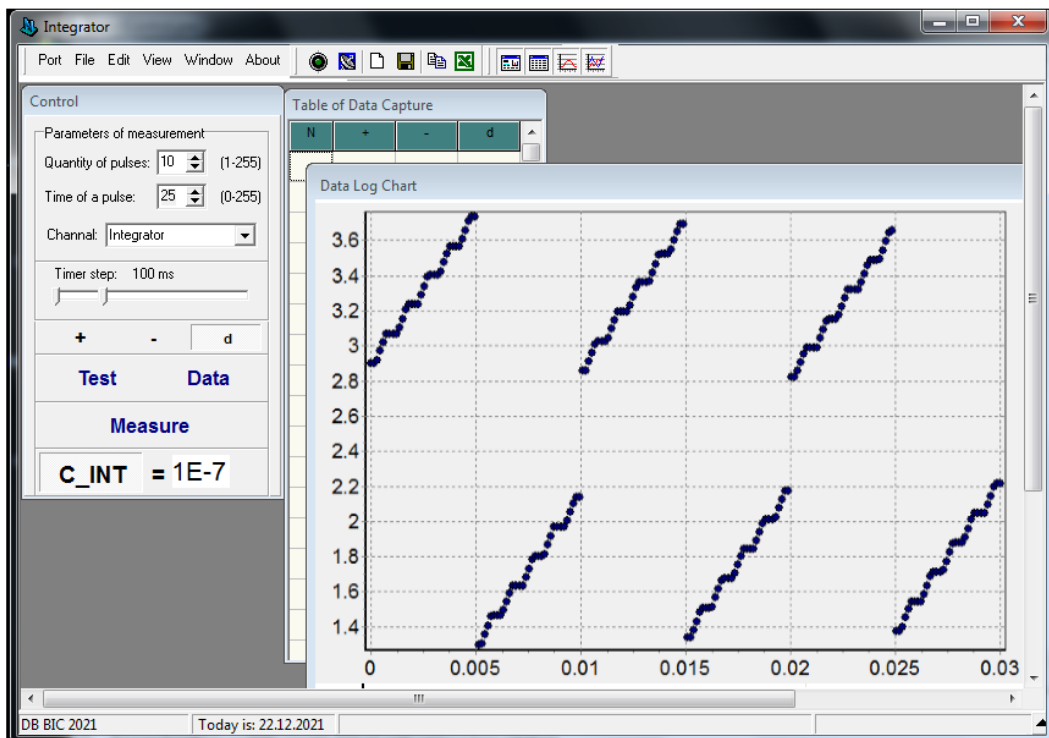 Integrator
Port File Edit View Window About
Control
Parameters of measurement
Quantity of pulses: 10 (1-255)
Time of a pulse: 25 (0-255)
Channel: Integrator
Timer step: 100 ms
+ - d
Test Data
Measure
C_INT = 1E-7
Table of Data Capture
N + - d
Data Log Chart
3.6
3.4
3.2
3
2.8
2.6
2.4
2.2
2
1.8
1.6
1.4
0 0.005 0.01 0.015 0.02 0.025 0.03
DB BIC 2021 Today is: 22.12.2021